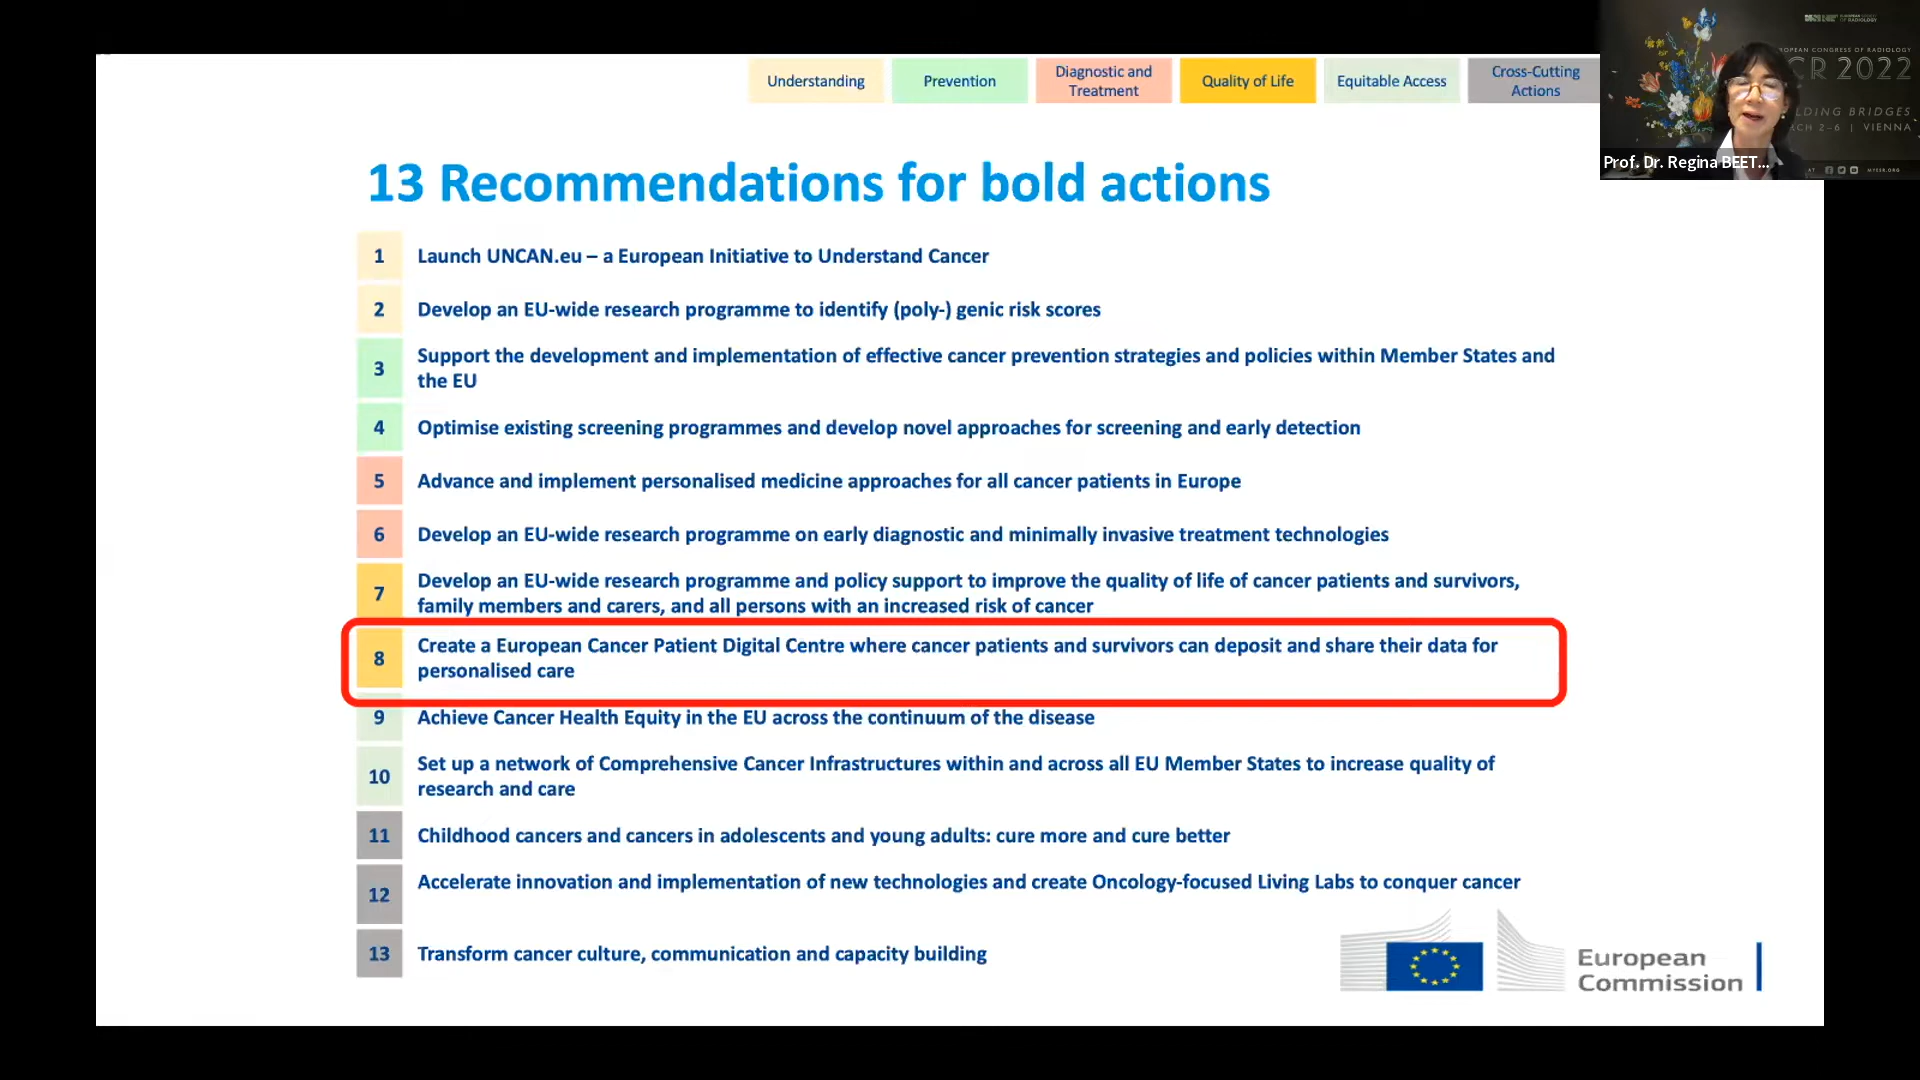 Understanding
Prevention
Diagnostic and
Treatment
Quality of Life
Equitable Access
Cross-Cutting
Actions
EUROPEAN CONGRESS OF RADIOLOGY
CR 2022
LDING BRIDGES
CH 2–6 | VIENNA
Prof. Dr. Regina BEET...
MYESR.ORG
13 Recommendations for bold actions
1 Launch UNCAN.eu – a European Initiative to Understand Cancer
2 Develop an EU-wide research programme to identify (poly-) genic risk scores
3 Support the development and implementation of effective cancer prevention strategies and policies within Member States and
the EU
4 Optimise existing screening programmes and develop novel approaches for screening and early detection
5 Advance and implement personalised medicine approaches for all cancer patients in Europe
6 Develop an EU-wide research programme on early diagnostic and minimally invasive treatment technologies
7 Develop an EU-wide research programme and policy support to improve the quality of life of cancer patients and survivors,
family members and carers, and all persons with an increased risk of cancer
8 Create a European Cancer Patient Digital Centre where cancer patients and survivors can deposit and share their data for
personalised care
9 Achieve Cancer Health Equity in the EU across the continuum of the disease
10 Set up a network of Comprehensive Cancer Infrastructures within and across all EU Member States to increase quality of
research and care
11 Childhood cancers and cancers in adolescents and young adults: cure more and cure better
12 Accelerate innovation and implementation of new technologies and create Oncology-focused Living Labs to conquer cancer
13 Transform cancer culture, communication and capacity building
European
Commission